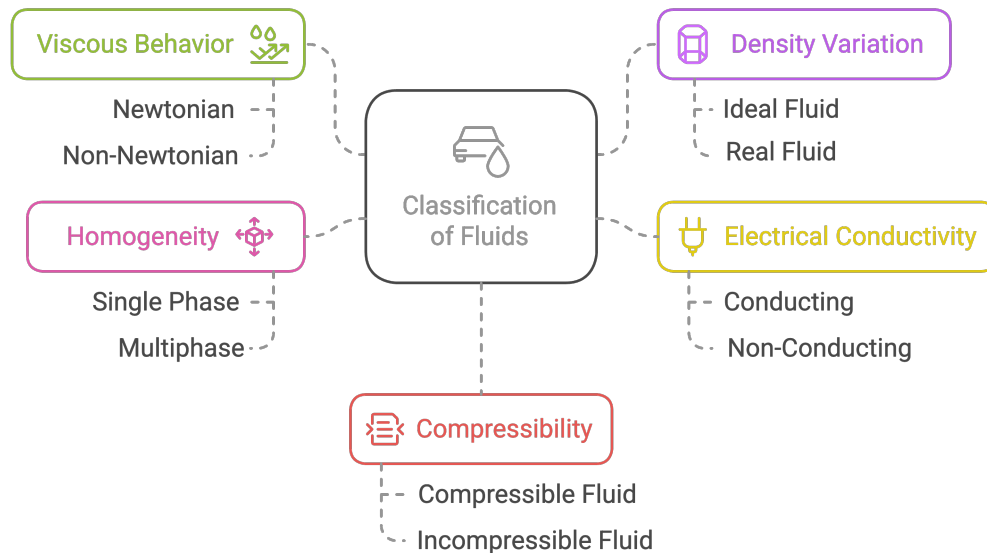 Viscous Behavior
Newtonian
Non-Newtonian
Homogeneity
Single Phase
Multiphase
Classification
of Fluids
Density Variation
Ideal Fluid
Real Fluid
Electrical Conductivity
Conducting
Non-Conducting
Compressibility
Compressible Fluid
Incompressible Fluid